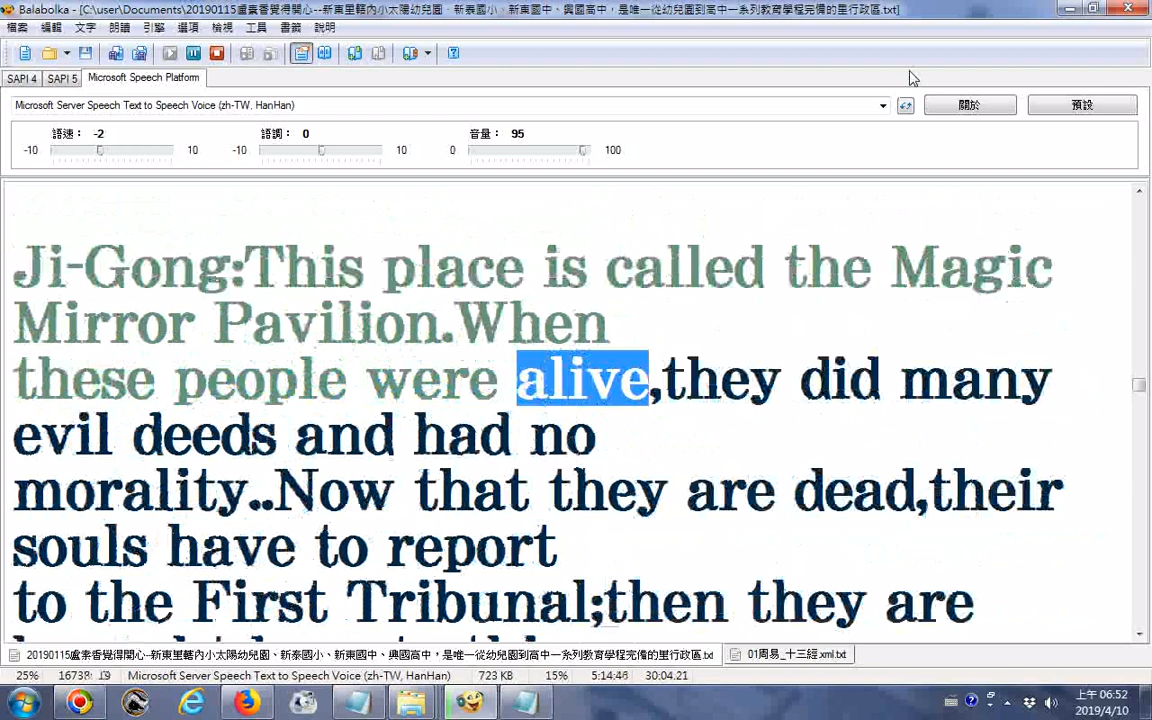 Balabolka - [C:\user\Documents\20190115盧素香覺得開心--新東里轄內小太陽幼兒園、新泰國小、新東國中、興國高中，是唯一從幼兒園到高中一系列教育學程完備的里行政區.txt]
檔案 編輯 文字 朗讀 引擎 選項 檢視 工具 書籤 說明
SAPI 4 SAPI 5 Microsoft Speech Platform
Microsoft Server Speech Text to Speech Voice (zh-TW, HanHan) 關於 預設
語速： -2 語調： 0 音量： 95
-10 10 -10 10 0 100
Ji-Gong:This place is called the Magic
Mirror Pavilion.When
these people were alive,they did many
evil deeds and had no
morality..Now that they are dead,their
souls have to report
to the First Tribunal;then they are
20190115盧素香覺得開心--新東里轄內小太陽幼兒園、新泰國小、新東國中、興國高中，是唯一從幼兒園到高中一系列教育學程完備的里行政區.txt 01周易_十三經.xml.txt
25% Microsoft Server Speech Text to Speech Voice (zh-TW, HanHan) 723 KB 15% 5:14:46 30:04:21
上午 06:52
2019/4/10